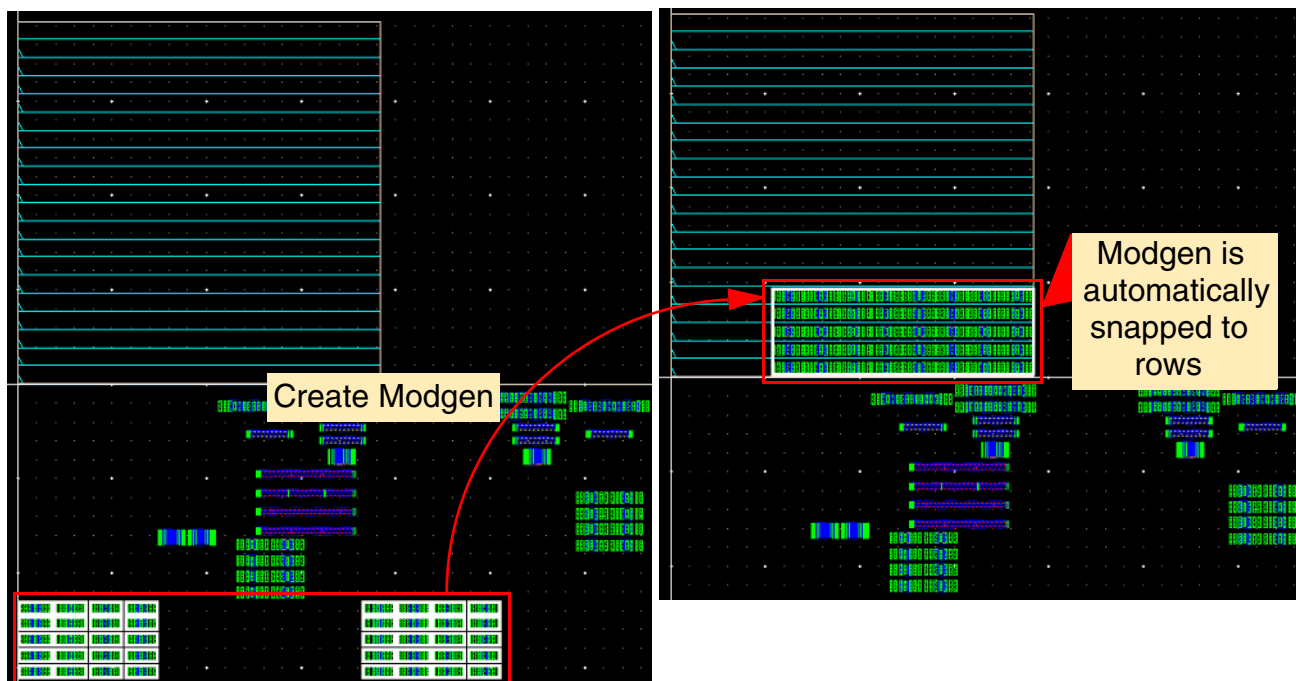 Create Modgen
Modgen is
automatically
snapped to
rows